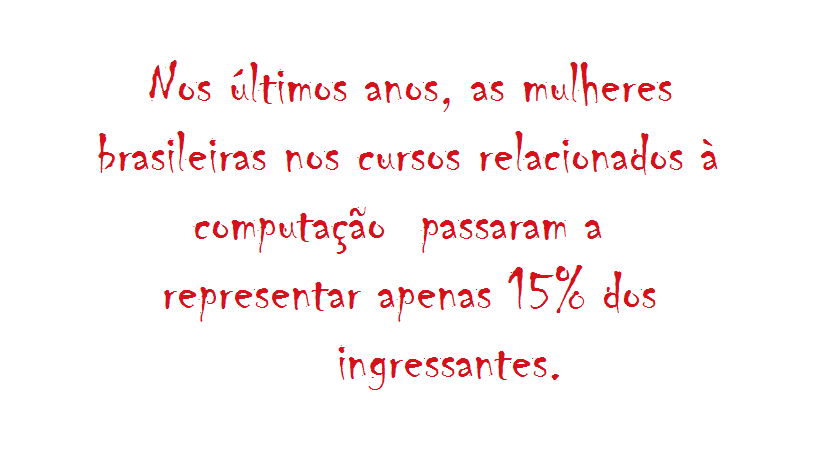 Nos últimos anos, as mulheres
brasileiras nos cursos relacionados à
computação passaram a
representar apenas 15% dos
ingressantes.